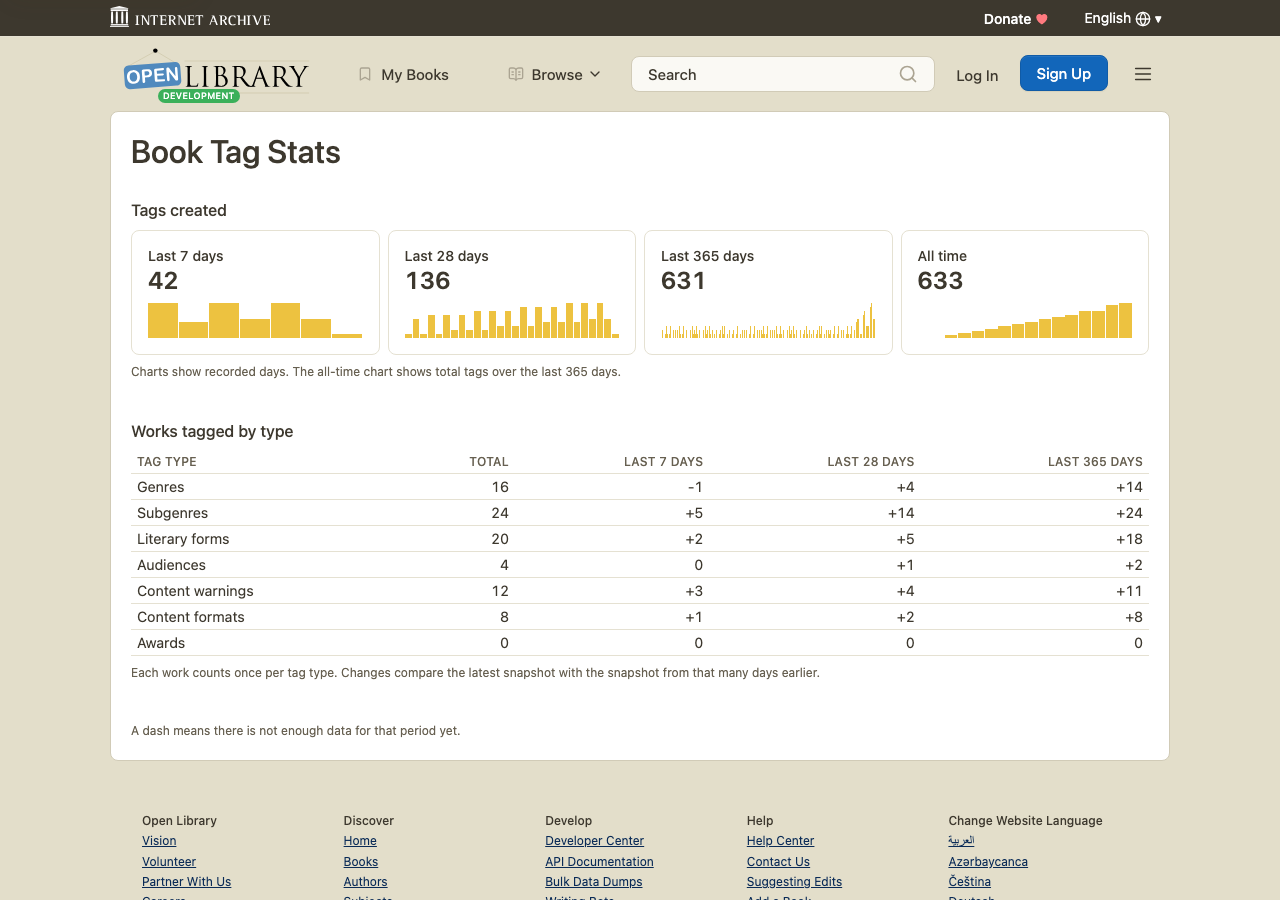 INTERNET ARCHIVE
Donate
English ▾
OPEN LIBRARY
DEVELOPMENT
My Books
Browse
Search
Log In
Sign Up
Book Tag Stats
Tags created
Last 7 days
42
Last 28 days
136
Last 365 days
631
All time
633
Charts show recorded days. The all-time chart shows total tags over the last 365 days.
Works tagged by type
TAG TYPE TOTAL LAST 7 DAYS LAST 28 DAYS LAST 365 DAYS
Genres 16 -1 +4 +14
Subgenres 24 +5 +14 +24
Literary forms 20 +2 +5 +18
Audiences 4 0 +1 +2
Content warnings 12 +3 +4 +11
Content formats 8 +1 +2 +8
Awards 0 0 0 0
Each work counts once per tag type. Changes compare the latest snapshot with the snapshot from that many days earlier.
A dash means there is not enough data for that period yet.
Open Library
Vision
Volunteer
Partner With Us
Careers
Discover
Home
Books
Authors
Subjects
Develop
Developer Center
API Documentation
Bulk Data Dumps
Writing Bots
Help
Help Center
Contact Us
Suggesting Edits
Add a Book
Change Website Language
العربية
Azərbaycanca
Čeština
Deutsch